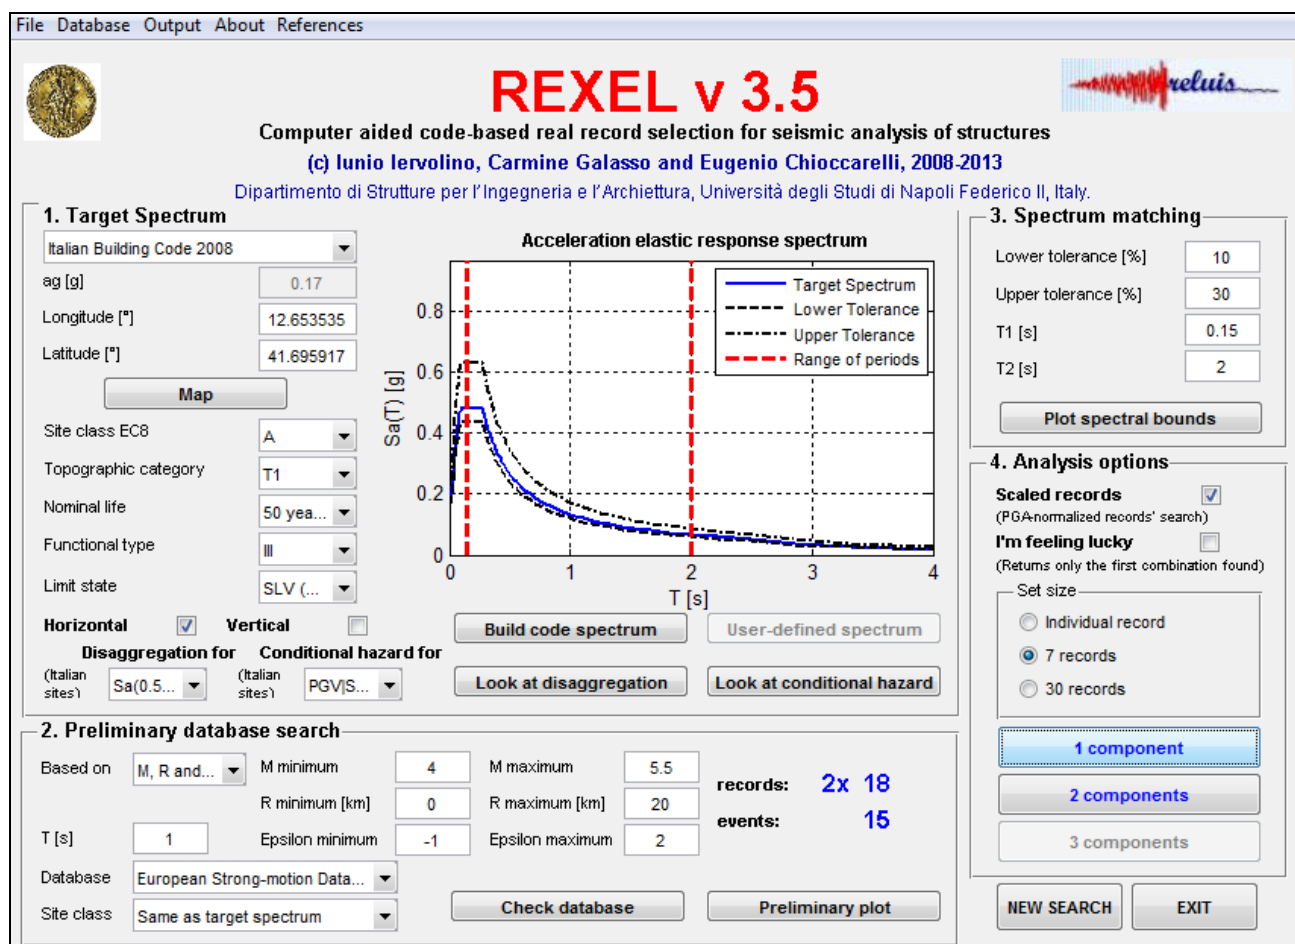 File Database Output About References
REXEL v 3.5
reluis
Computer aided code-based real record selection for seismic analysis of structures
(c) Iunio Iervolino, Carmine Galasso and Eugenio Chioccarelli, 2008-2013
Dipartimento di Strutture per l'Ingegneria e l'Archiettura, Università degli Studi di Napoli Federico II, Italy.
1. Target Spectrum
Italian Building Code 2008
ag [g] 0.17
Longitude [°] 12.653535
Latitude [°] 41.695917
Map
Site class EC8 A
Topographic category T1
Nominal life 50 yea...
Functional type III
Limit state SLV (...
Horizontal Vertical
Disaggregation for Conditional hazard for
(Italian sites) Sa(0.5... (Italian sites) PGV|S...
Acceleration elastic response spectrum
Target Spectrum
Lower Tolerance
Upper Tolerance
Range of periods
Sa(T) [g]
0.8
0.6
0.4
0.2
0
0 1 2 3 4
T [s]
Build code spectrum User-defined spectrum
Look at disaggregation Look at conditional hazard
2. Preliminary database search
Based on M, R and... M minimum 4 M maximum 5.5
R minimum [km] 0 R maximum [km] 20
T [s] 1 Epsilon minimum -1 Epsilon maximum 2
records: 2x 18
events: 15
Database European Strong-motion Data...
Site class Same as target spectrum
Check database Preliminary plot
3. Spectrum matching
Lower tolerance [%] 10
Upper tolerance [%] 30
T1 [s] 0.15
T2 [s] 2
Plot spectral bounds
4. Analysis options
Scaled records
(PGA-normalized records' search)
I'm feeling lucky
(Returns only the first combination found)
Set size
Individual record
7 records
30 records
1 component
2 components
3 components
NEW SEARCH EXIT